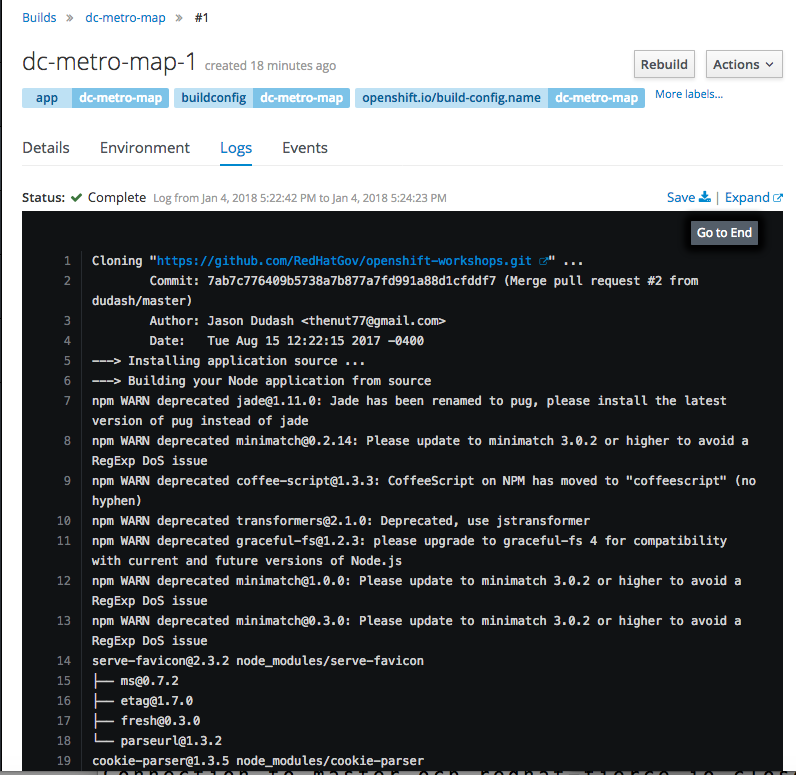 Builds » dc-metro-map » #1
dc-metro-map-1 created 18 minutes ago
Rebuild Actions
app dc-metro-map buildconfig dc-metro-map openshift.io/build-config.name dc-metro-map More labels...
Details Environment Logs Events
Status: ✔ Complete Log from Jan 4, 2018 5:22:42 PM to Jan 4, 2018 5:24:23 PM Save | Expand
Go to End
1 Cloning "https://github.com/RedHatGov/openshift-workshops.git " ...
2 Commit: 7ab7c776409b5738a7b877a7fd991a88d1cfddf7 (Merge pull request #2 from
dudash/master)
3 Author: Jason Dudash <thenut77@gmail.com>
4 Date: Tue Aug 15 12:22:15 2017 -0400
5 ---> Installing application source ...
6 ---> Building your Node application from source
7 npm WARN deprecated jade@1.11.0: Jade has been renamed to pug, please install the latest
version of pug instead of jade
8 npm WARN deprecated minimatch@0.2.14: Please update to minimatch 3.0.2 or higher to avoid a
RegExp DoS issue
9 npm WARN deprecated coffee-script@1.3.3: CoffeeScript on NPM has moved to "coffeescript" (no
hyphen)
10 npm WARN deprecated transformers@2.1.0: Deprecated, use jstransformer
11 npm WARN deprecated graceful-fs@1.2.3: please upgrade to graceful-fs 4 for compatibility
with current and future versions of Node.js
12 npm WARN deprecated minimatch@1.0.0: Please update to minimatch 3.0.2 or higher to avoid a
RegExp DoS issue
13 npm WARN deprecated minimatch@0.3.0: Please update to minimatch 3.0.2 or higher to avoid a
RegExp DoS issue
14 serve-favicon@2.3.2 node_modules/serve-favicon
15 ├── ms@0.7.2
16 ├── etag@1.7.0
17 ├── fresh@0.3.0
18 └── parseurl@1.3.2
19 cookie-parser@1.3.5 node_modules/cookie-parser